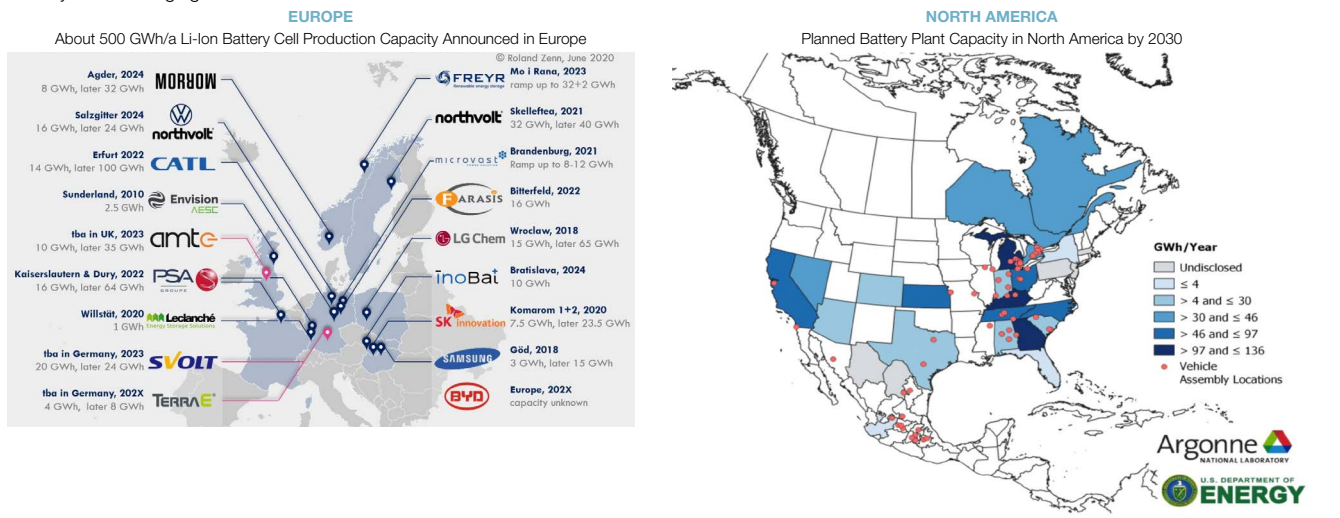 EUROPE
About 500 GWh/a Li-Ion Battery Cell Production Capacity Announced in Europe
© Roland Zenn, June 2020
Agder, 2024
8 GWh, later 32 GWh
MORROW
Salzgitter 2024
16 GWh, later 24 GWh
northvolt
Erfurt 2022
14 GWh, later 100 GWh
CATL
Sunderland, 2010
2.5 GWh
Envision
AESC
tba in UK, 2023
10 GWh, later 35 GWh
amte
Kaiserslautern & Dury, 2022
16 GWh, later 64 GWh
PSA
GROUPE
Willstät, 2020
1 GWh
Leclanché
Energy Storage Solutions
tba in Germany, 2023
20 GWh, later 24 GWh
SVOLT
tba in Germany, 202X
4 GWh, later 8 GWh
TERRAE
FREYR
Renewable energy storage
Mo i Rana, 2023
ramp up to 32+2 GWh
northvolt
Skelleftea, 2021
32 GWh, later 40 GWh
microvast
Brandenburg, 2021
Ramp up to 8-12 GWh
FARASIS
Bitterfeld, 2022
16 GWh
LG Chem
Wroclaw, 2018
15 GWh, later 65 GWh
inoBat
Bratislava, 2024
10 GWh
SK innovation
Komarom 1+2, 2020
7.5 GWh, later 23.5 GWh
SAMSUNG
Göd, 2018
3 GWh, later 15 GWh
BYD
Europe, 202X
capacity unknown
NORTH AMERICA
Planned Battery Plant Capacity in North America by 2030
GWh/Year
Undisclosed
≤ 4
> 4 and ≤ 30
> 30 and ≤ 46
> 46 and ≤ 97
> 97 and ≤ 136
Vehicle
Assembly Locations
Argonne
NATIONAL LABORATORY
U.S. DEPARTMENT OF
ENERGY